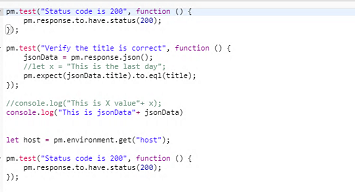 pm.test("Status code is 200", function () {
    pm.response.to.have.status(200);
});
pm.test("Verify the title is correct", function () {
    jsonData = pm.response.json();
    //let x = "This is the last day";
    pm.expect(jsonData.title).to.eql(title);
});
//console.log("This is X value"+ x);
console.log("This is jsonData"+ jsonData)
let host = pm.environment.get("host");
pm.test("Status code is 200", function () {
    pm.response.to.have.status(200);
});